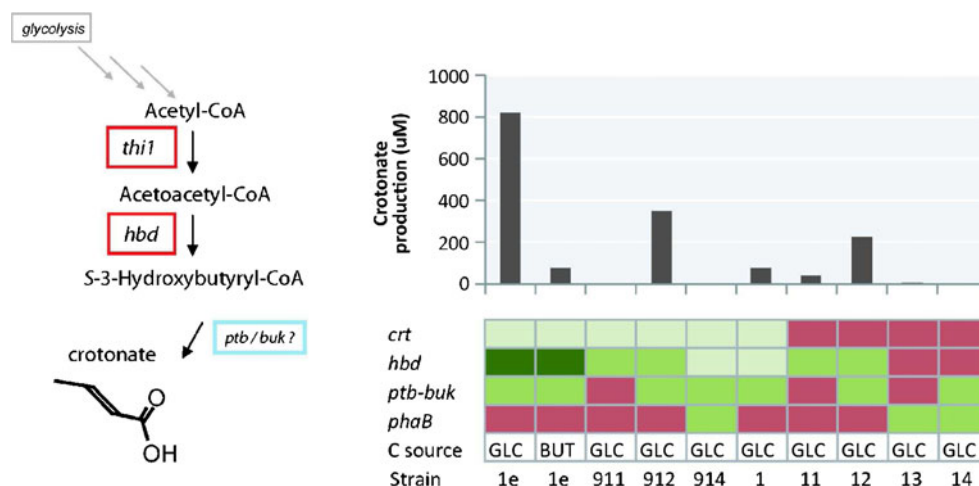 glycolysis
Acetyl-CoA
thi1
Acetoacetyl-CoA
hbd
S-3-Hydroxybutyryl-CoA
ptb/buk ?
crotonate
O
OH
Crotonate
production (uM)
1000
800
600
400
200
0
crt
hbd
ptb-buk
phaB
C source GLC BUT GLC GLC GLC GLC GLC GLC GLC GLC
Strain 1e 1e 911 912 914 1 11 12 13 14